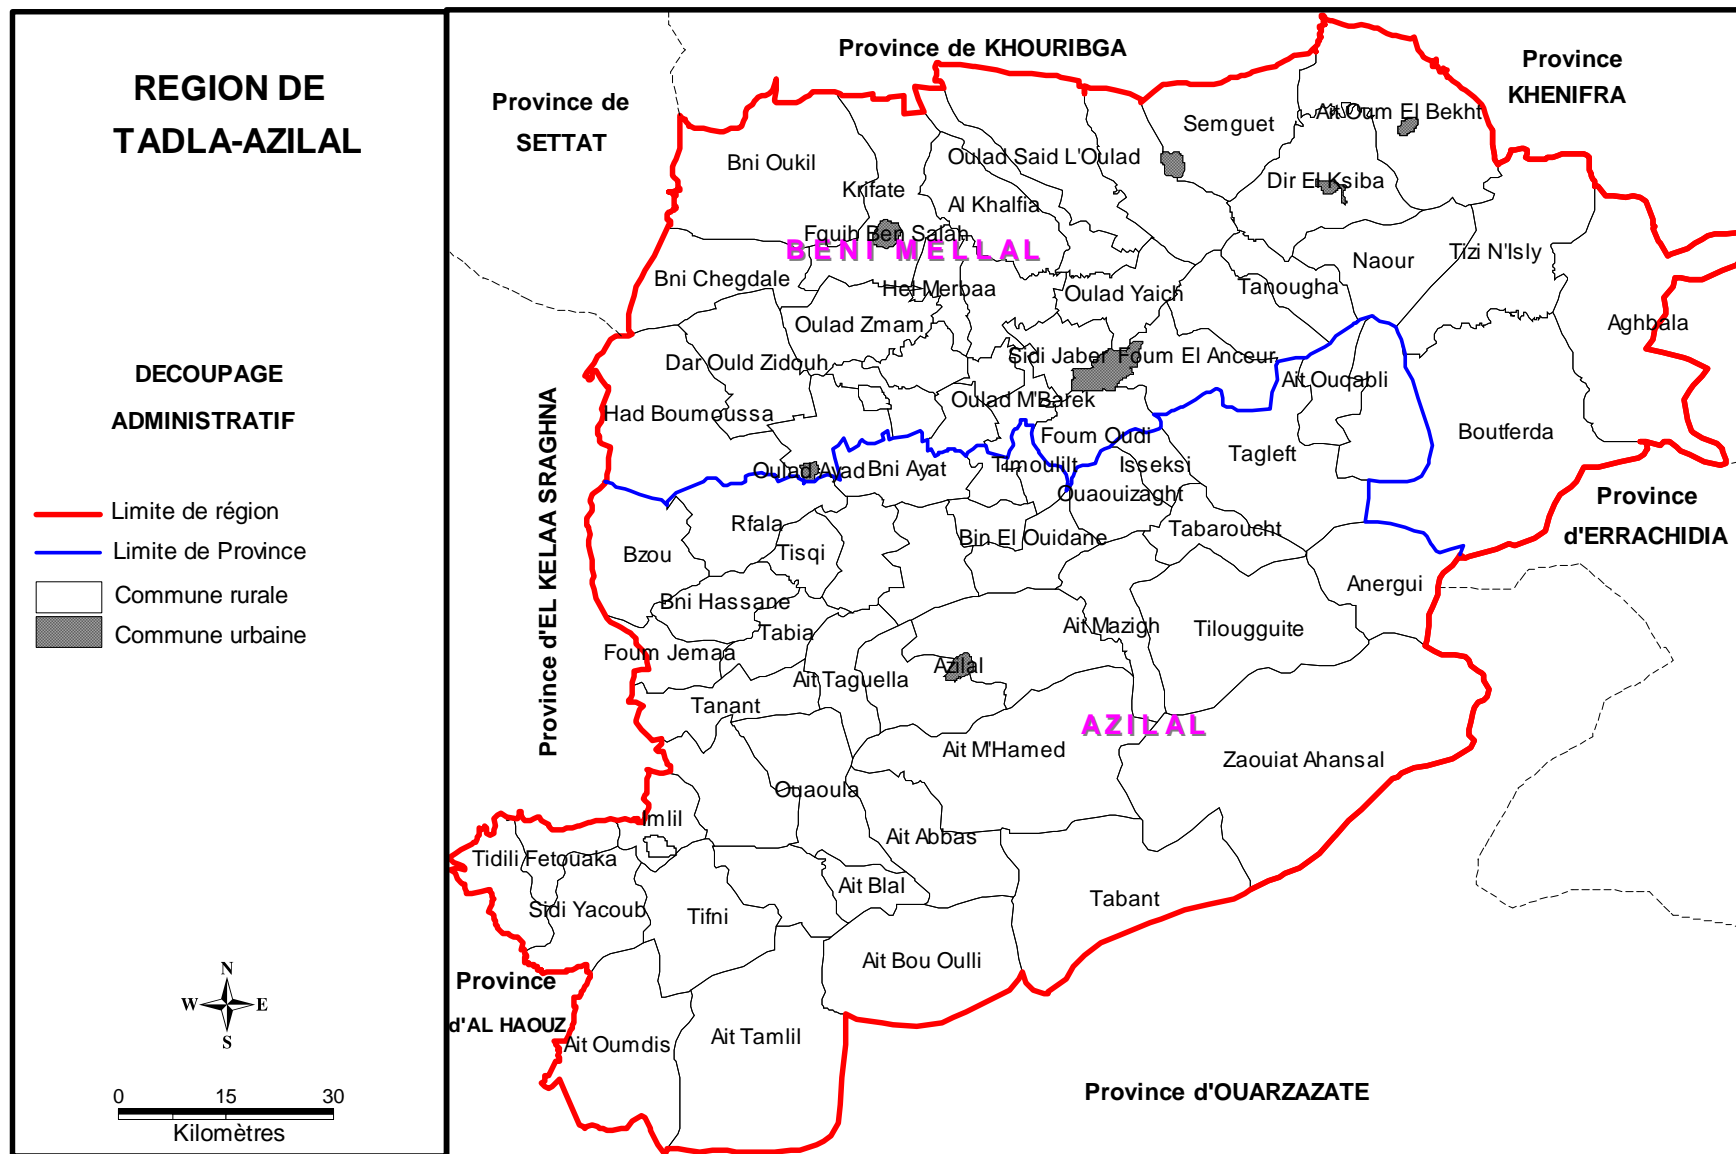 REGION DE
TADLA-AZILAL
DECOUPAGE
ADMINISTRATIF
Limite de région
Limite de Province
Commune rurale
Commune urbaine
N
W E
S
0 15 30
Kilomètres
Province de KHOURIBGA
Province
KHENIFRA
Province de
SETTAT
Ait Oum El Bekht
Semguet
Bni Oukil
Oulad Said L'Oulad
Krifate
Dir El Ksiba
Al Khalfia
Fquih Ben Salah
BENI MELLAL
Naour
Tizi N'Isly
Bni Chegdale
Hel Merbaa
Oulad Yaich
Tanougha
Oulad Zmam
Aghbala
Dar Ould Zidouh
Sidi Jaber
Foum El Anceur
Ait Ouqabli
Had Boumoussa
Oulad M'Barek
Foum Oudi
Boutferda
Tagleft
Oulad Ayad
Bni Ayat
Timoulilt
Isseksi
Ouaouizaght
Province
d'ERRACHIDIA
Province d'EL KELAA SRAGHNA
Rfala
Tisqi
Bin El Ouidane
Tabaroucht
Bzou
Anergui
Bni Hassane
Tabia
Ait Mazigh
Tilougguite
Foum Jemaa
Azilal
Ait Taguella
Tanant
AZILAL
Ait M'Hamed
Zaouiat Ahansal
Ouaoula
Imlil
Ait Abbas
Tidili Fetouaka
Ait Blal
Sidi Yacoub
Tifni
Tabant
Ait Bou Oulli
Province
d'AL HAOUZ
Ait Oumdis
Ait Tamlil
Province d'OUARZAZATE